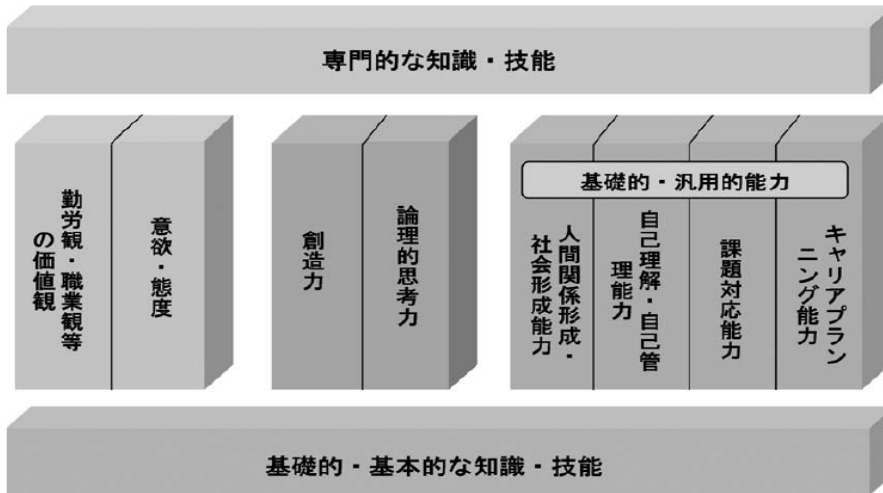 専門的な知識・技能
勤労観・職業観等
の価値観
意欲・態度
創造力
論理的思考力
基礎的・汎用的能力
人間関係形成・
社会形成能力
自己理解・自己管
理能力
課題対応能力
キャリアプラン
ニング能力
基礎的・基本的な知識・技能